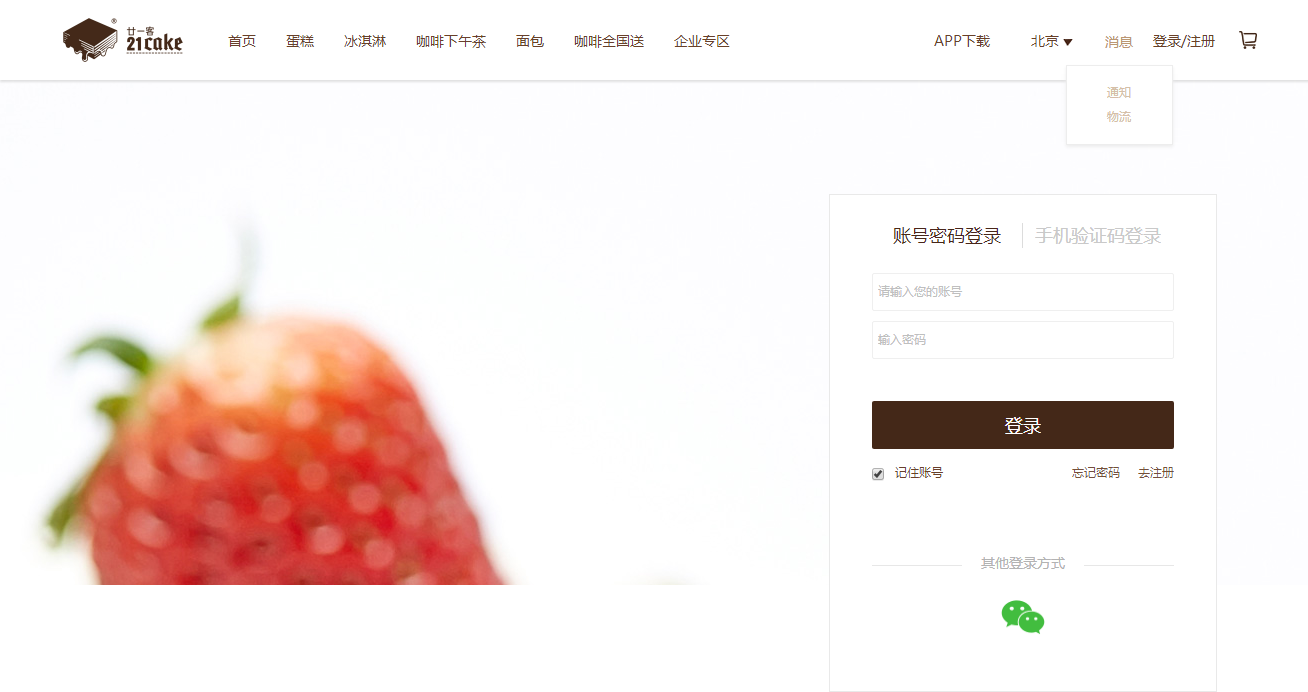 廿一客
21cake
®
首页 蛋糕 冰淇淋 咖啡下午茶 面包 咖啡全国送 企业专区 APP下载 北京 消息 登录/注册
通知
物流
账号密码登录 手机验证码登录
请输入您的账号
输入密码
登录
记住账号 忘记密码 去注册
其他登录方式